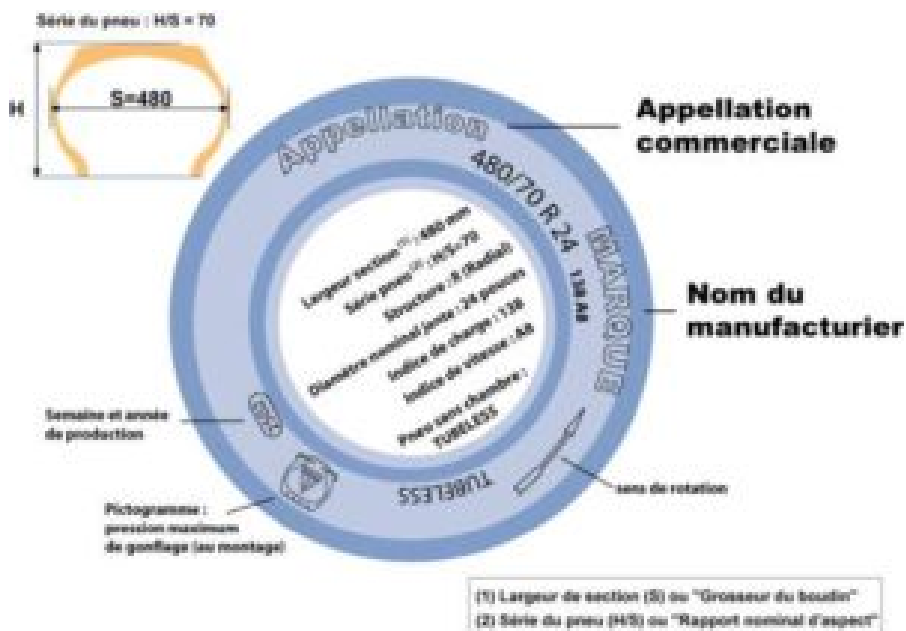 Série du pneu : H/S = 70
H
S=480
Appellation
480/70 R 24
138 A8
MARQUE
Appellation
commerciale
Nom du
manufacturier
Largeur section(1) : 480 mm
Série pneu(2) : H/S=70
Structure : R (Radial)
Diamètre nominal jante : 24 pouces
Indice de charge : 138
Indice de vitesse : A8
Pneu sans chambre :
TUBELESS
Semaine et année
de production
Pictogramme :
pression maximum
de gonflage (au montage)
TUBELESS
sens de rotation
(1) Largeur de section (S) ou "Grosseur du boudin"
(2) Série du pneu (H/S) ou "Rapport nominal d'aspect"